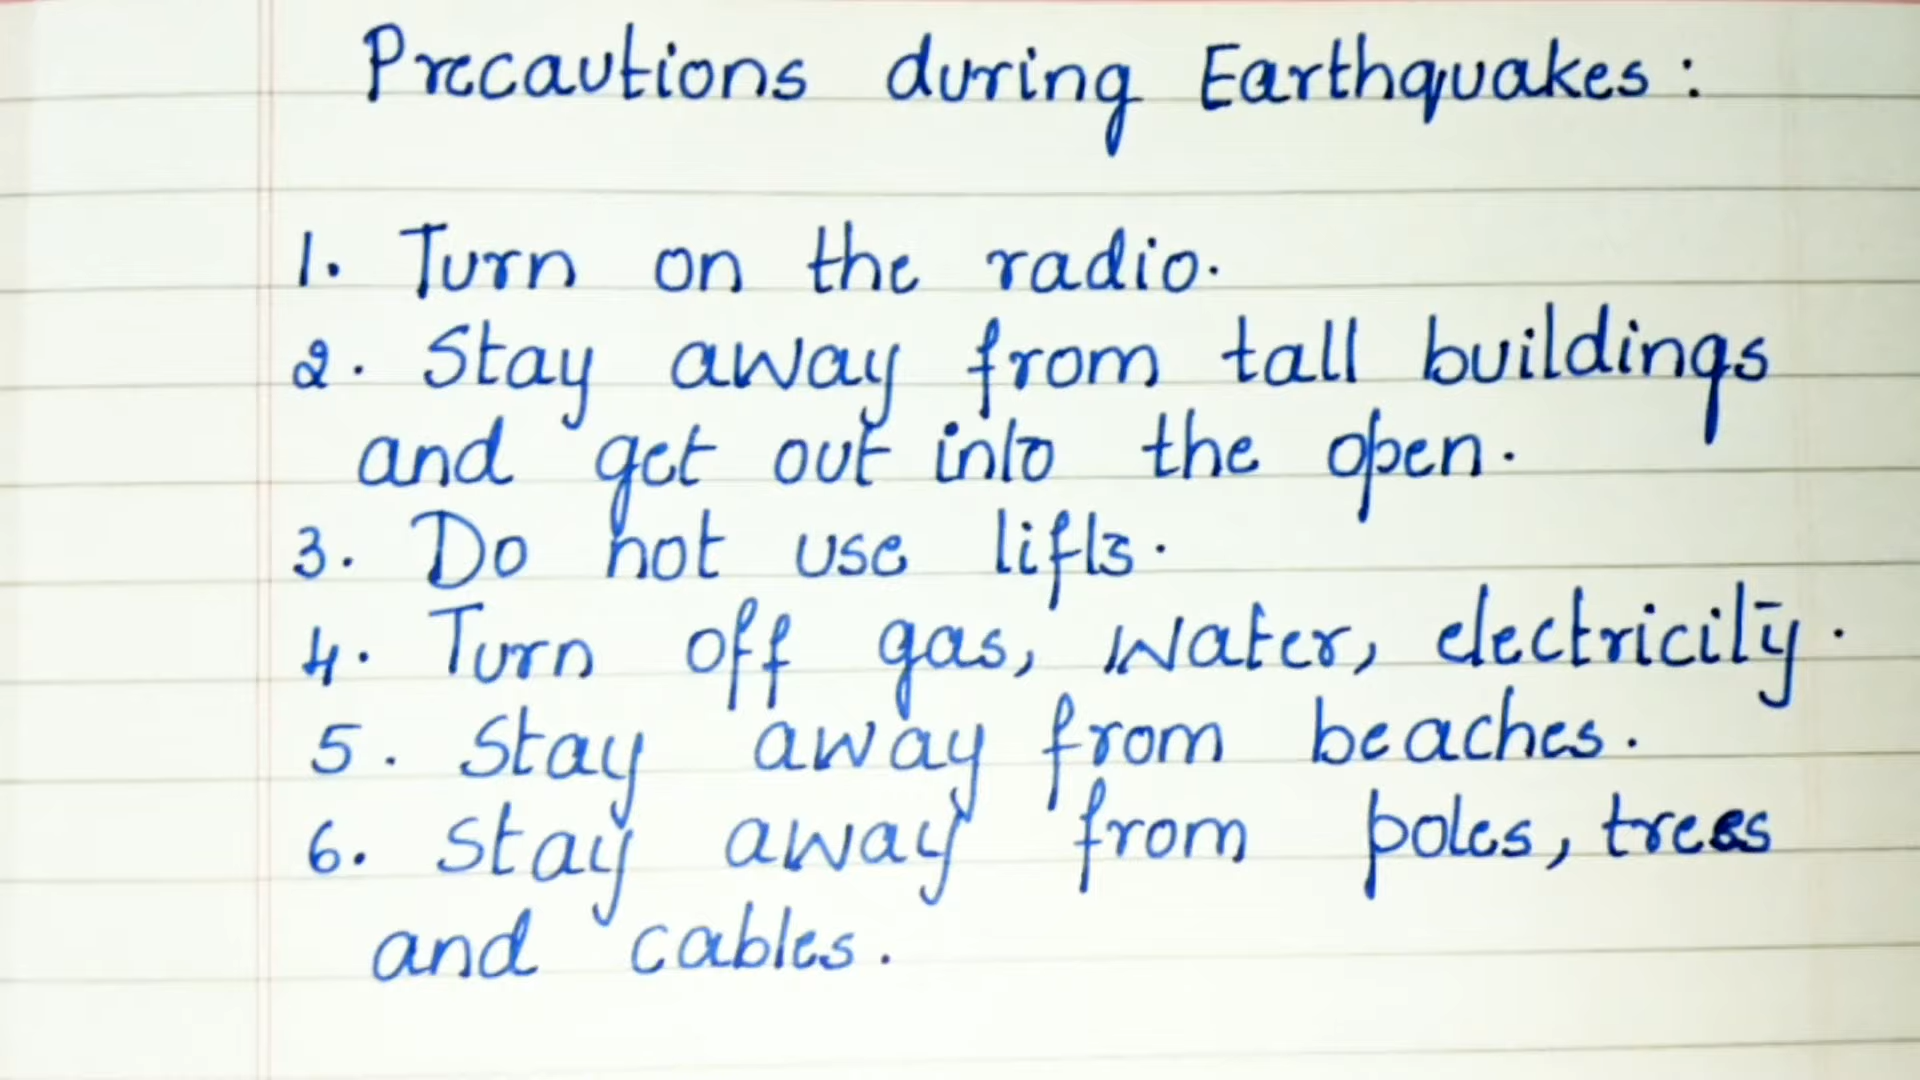 Precautions during Earthquakes:
1. Turn on the radio.
2. Stay away from tall buildings
and get out into the open.
3. Do not use lifts.
4. Turn off gas, water, electricity.
5. Stay away from beaches.
6. Stay away from poles, trees
and cables.